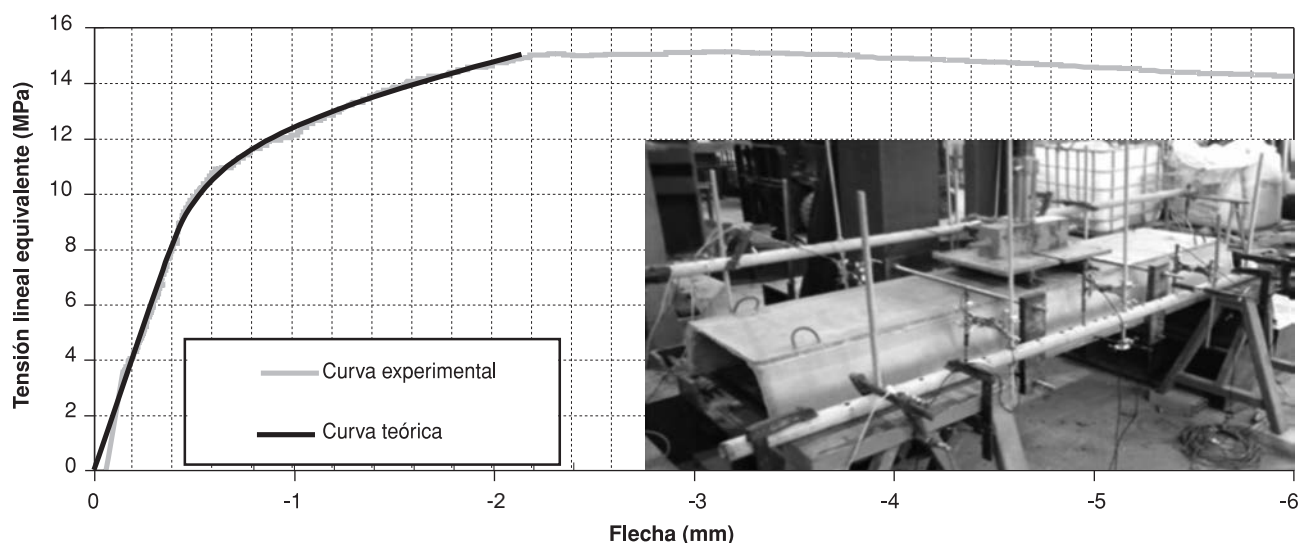 16
14
12
10
8
6
4
2
0
Tensión lineal equivalente (MPa)
Curva experimental
Curva teórica
0 -1 -2 -3 -4 -5 -6
Flecha (mm)